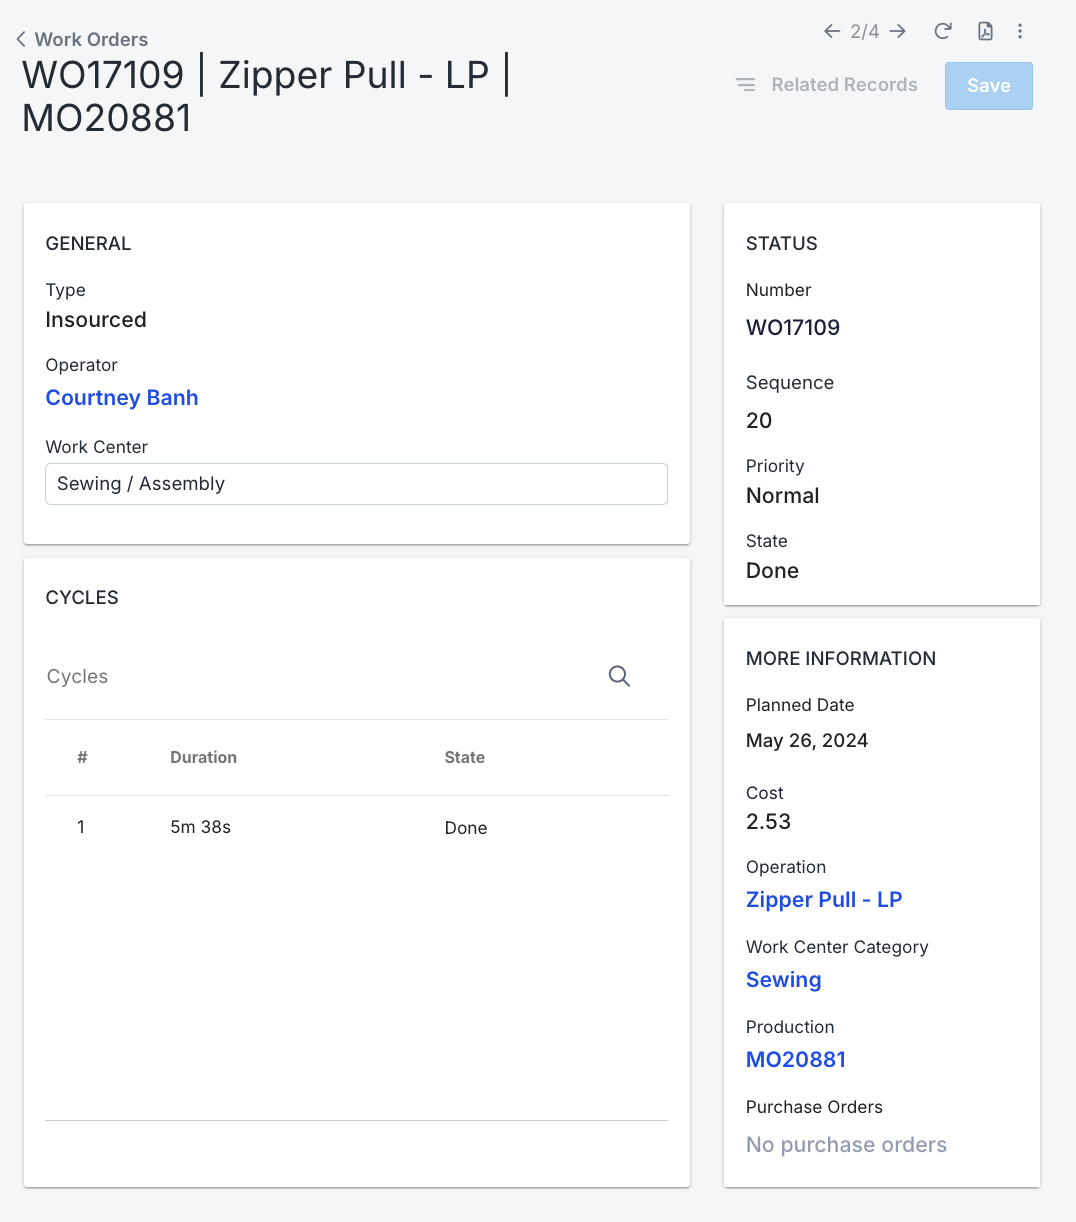 Work Orders
2/4
WO17109 | Zipper Pull - LP |
MO20881
Related Records
Save
GENERAL
Type
Insourced
Operator
Courtney Banh
Work Center
Sewing / Assembly
CYCLES
Cycles
# Duration State
1 5m 38s Done
STATUS
Number
WO17109
Sequence
20
Priority
Normal
State
Done
MORE INFORMATION
Planned Date
May 26, 2024
Cost
2.53
Operation
Zipper Pull - LP
Work Center Category
Sewing
Production
MO20881
Purchase Orders
No purchase orders